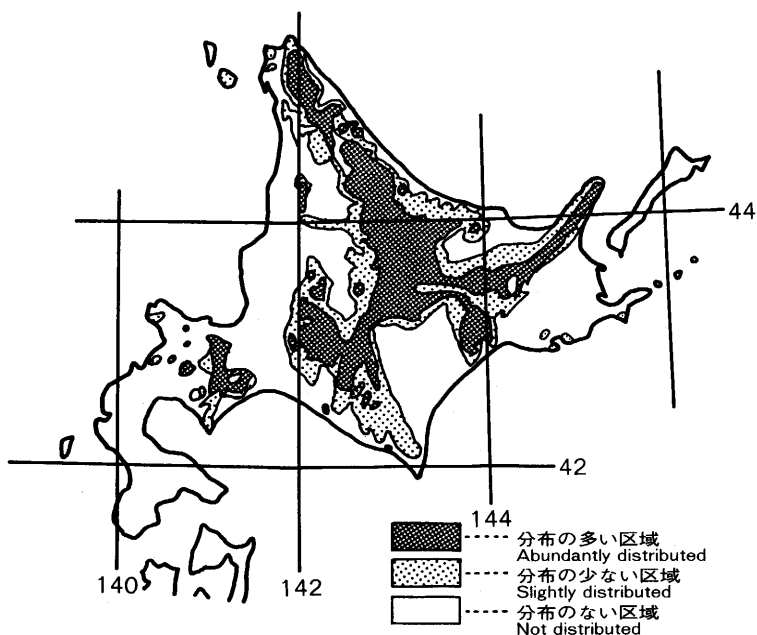 44
42
144
140
142
分布の多い区域
Abundantly distributed
分布の少ない区域
Slightly distributed
分布のない区域
Not distributed